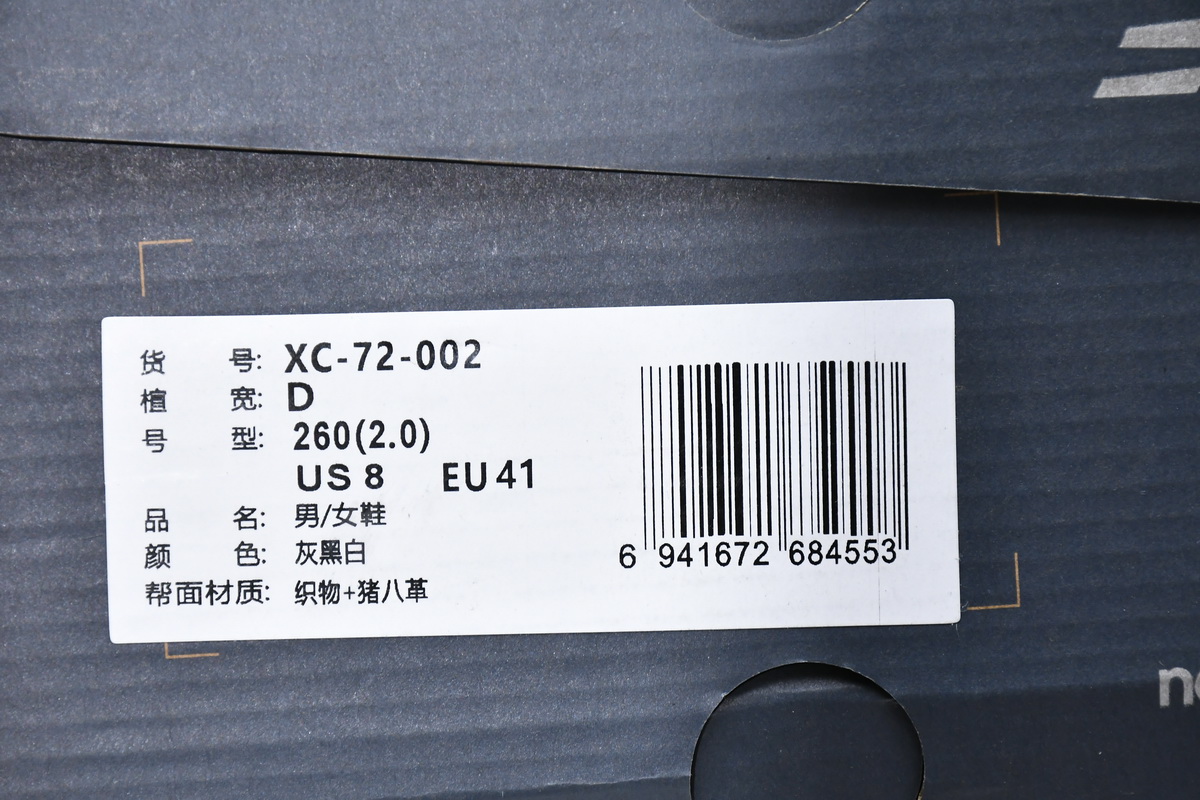 货 号: XC-72-002
楦 宽: D
号 型: 260(2.0)
US 8 EU 41
品 名: 男/女鞋
颜 色: 灰黑白
帮面材质: 织物+猪八革
6 941672 684553